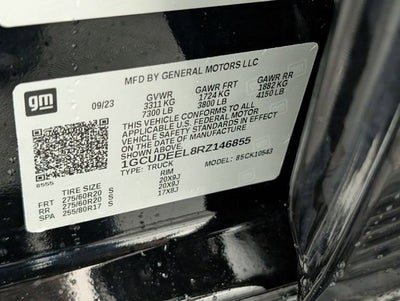 MFD BY GENERAL MOTORS LLC
gm
09/23
GVWR GAWR FRT GAWR RR
3311 KG 1724 KG 1882 KG
7300 LB 3800 LB 4150 LB
THIS VEHICLE CONFORMS TO ALL
APPLICABLE U.S. FEDERAL MOTOR
VEHICLE SAFETY STANDARDS IN EFFECT
ON THE DATE OF MANUFACTURE
SHOWN ABOVE.
1GCUDEEL8RZ146855
TYPE: TRUCK 85CK10543
8555
TIRE SIZE RIM
FRT 275/60R20 S 20X9J
RR 275/60R20 S 20X9J
SPA 255/80R17 S 17X8J